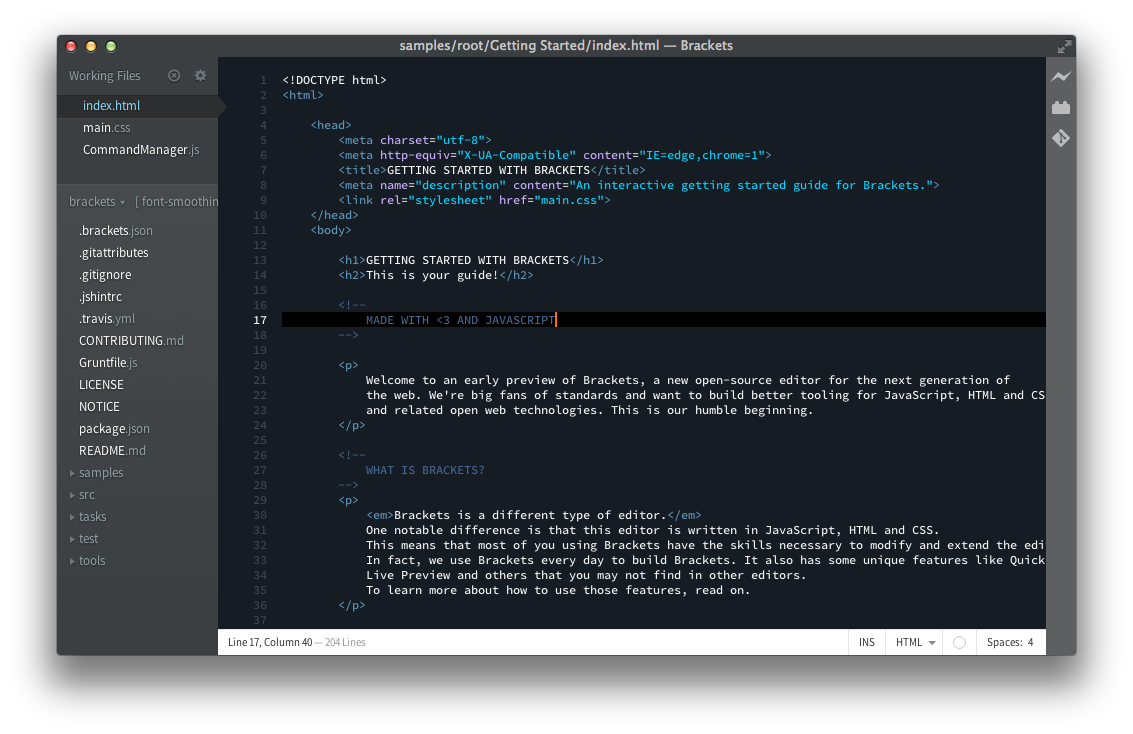 samples/root/Getting Started/index.html — Brackets
Working Files
index.html
main.css
CommandManager.js
brackets [ font-smoothin
.brackets.json
.gitattributes
.gitignore
.jshintrc
.travis.yml
CONTRIBUTING.md
Gruntfile.js
LICENSE
NOTICE
package.json
README.md
samples
src
tasks
test
tools
1 <!DOCTYPE html>
2 <html>
3
4 <head>
5 <meta charset="utf-8">
6 <meta http-equiv="X-UA-Compatible" content="IE=edge,chrome=1">
7 <title>GETTING STARTED WITH BRACKETS</title>
8 <meta name="description" content="An interactive getting started guide for Brackets.">
9 <link rel="stylesheet" href="main.css">
10 </head>
11 <body>
12
13 <h1>GETTING STARTED WITH BRACKETS</h1>
14 <h2>This is your guide!</h2>
15
16 <!--
17 MADE WITH <3 AND JAVASCRIPT
18 -->
19
20 <p>
21 Welcome to an early preview of Brackets, a new open-source editor for the next generation of
22 the web. We're big fans of standards and want to build better tooling for JavaScript, HTML and CS
23 and related open web technologies. This is our humble beginning.
24 </p>
25
26 <!--
27 WHAT IS BRACKETS?
28 -->
29 <p>
30 <em>Brackets is a different type of editor.</em>
31 One notable difference is that this editor is written in JavaScript, HTML and CSS.
32 This means that most of you using Brackets have the skills necessary to modify and extend the edi
33 In fact, we use Brackets every day to build Brackets. It also has some unique features like Quick
34 Live Preview and others that you may not find in other editors.
35 To learn more about how to use those features, read on.
36 </p>
37
Line 17, Column 40 — 204 Lines
INS HTML Spaces: 4